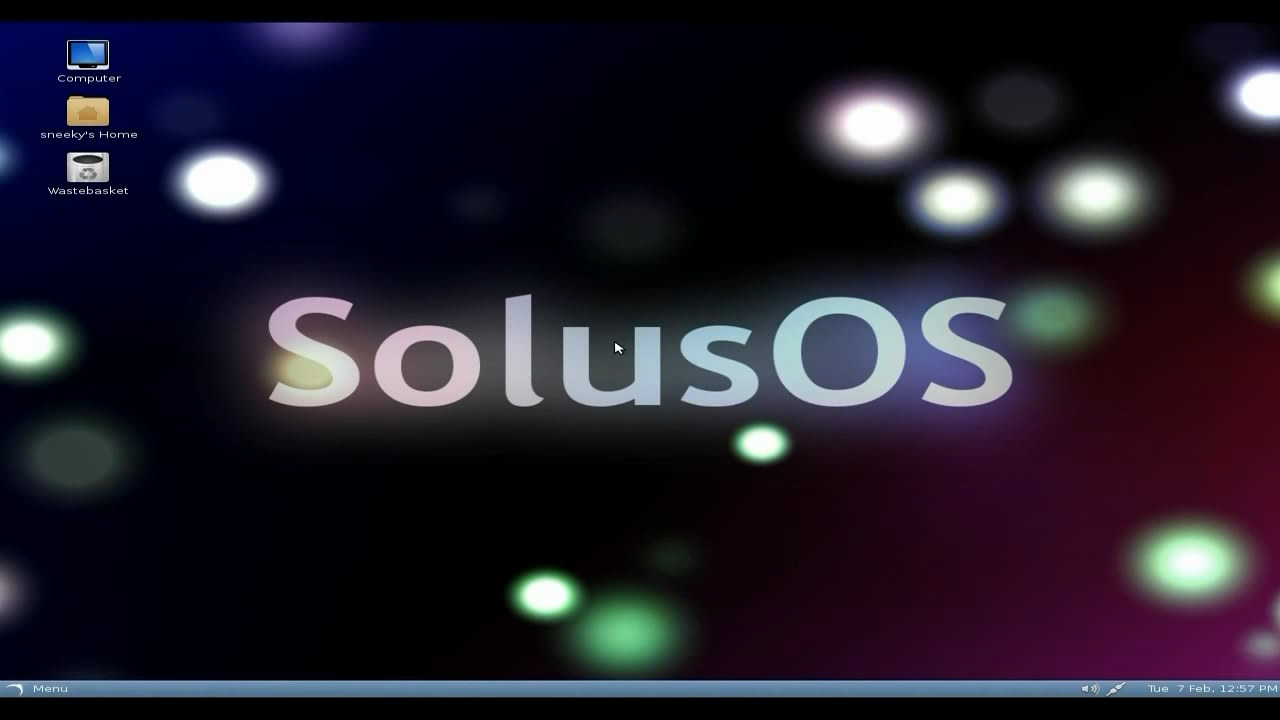 Computer
sneeky's Home
Wastebasket
SolusOS
Menu
Tue 7 Feb, 12:57 PM